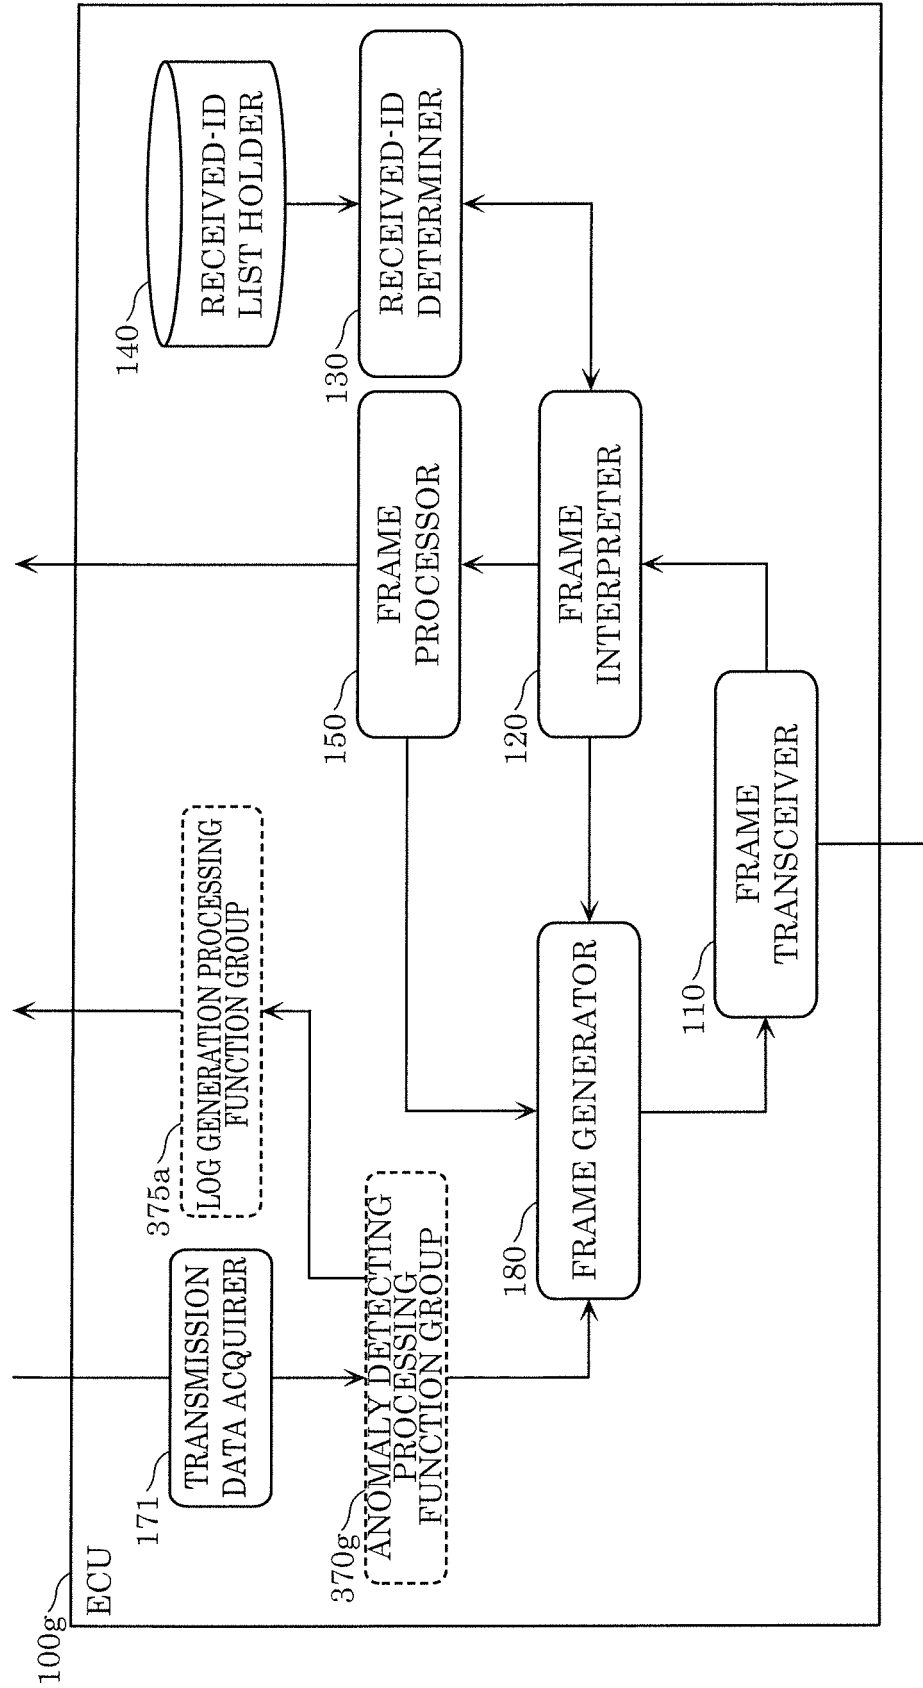 100g
ECU
171
TRANSMISSION
DATA ACQUIRER
375a
LOG GENERATION PROCESSING
FUNCTION GROUP
140
RECEIVED-ID
LIST HOLDER
370g
ANOMALY DETECTING
PROCESSING
FUNCTION GROUP
150
FRAME
PROCESSOR
130
RECEIVED-ID
DETERMINER
180
FRAME GENERATOR
120
FRAME
INTERPRETER
110
FRAME
TRANSCEIVER